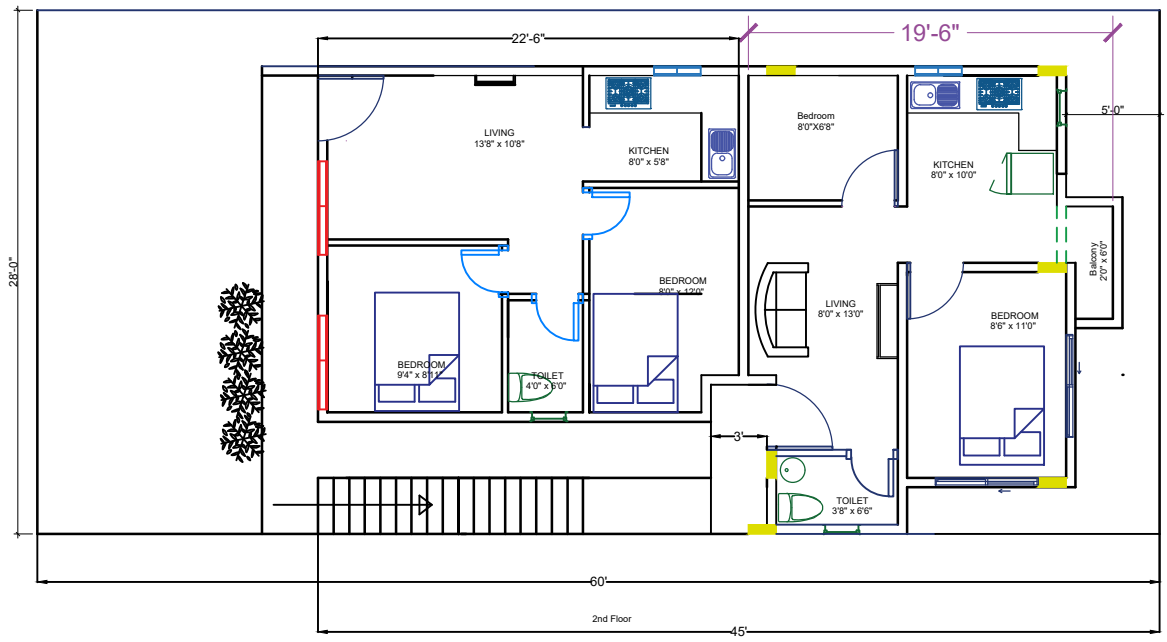 22'-6"
19'-6"
5'-0"
28'-0"
LIVING
13'8" x 10'8"
KITCHEN
8'0" x 5'8"
Bedroom
8'0"X6'8"
KITCHEN
8'0" x 10'0"
Balcony
2'0" x 6'0"
BEDROOM
8'0" x 12'0"
LIVING
8'0" x 13'0"
BEDROOM
8'6" x 11'0"
BEDROOM
9'4" x 8'11"
TOILET
4'0" x 6'0"
3'
TOILET
3'8" x 6'6"
60'
2nd Floor
45'